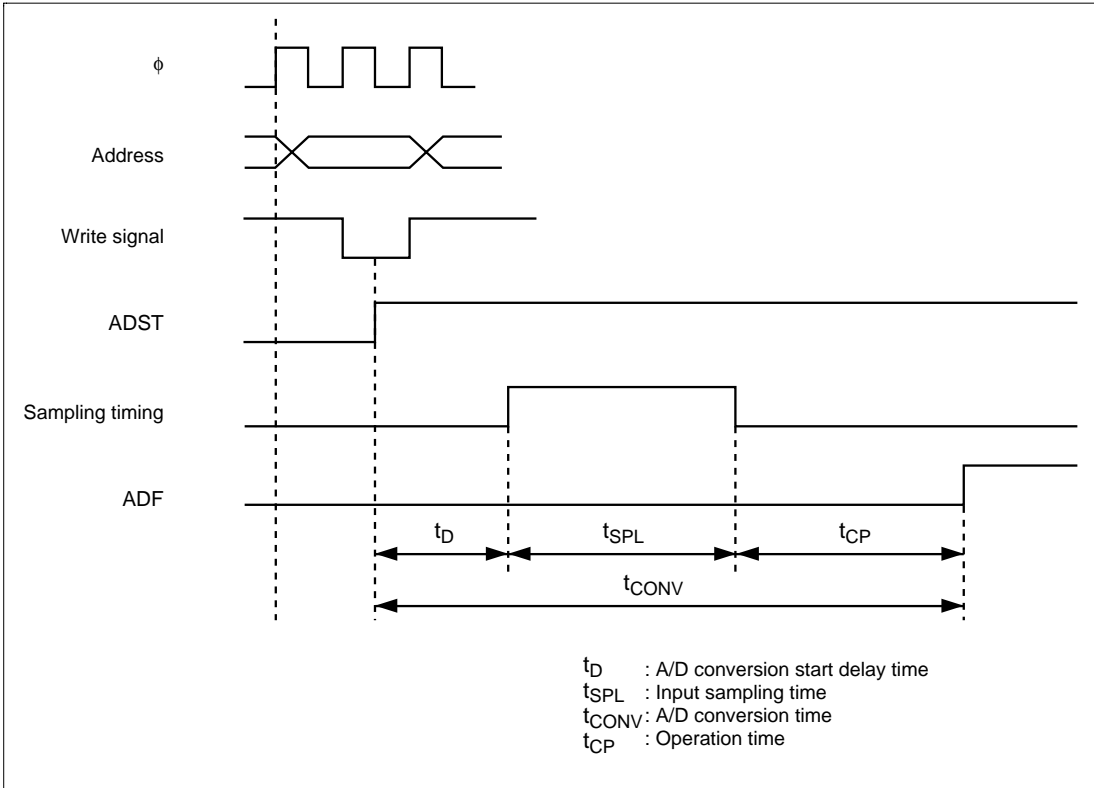 ϕ
Address
Write signal
ADST
Sampling timing
ADF
tD tSPL tCP
tCONV
tD : A/D conversion start delay time
tSPL : Input sampling time
tCONV : A/D conversion time
tCP : Operation time